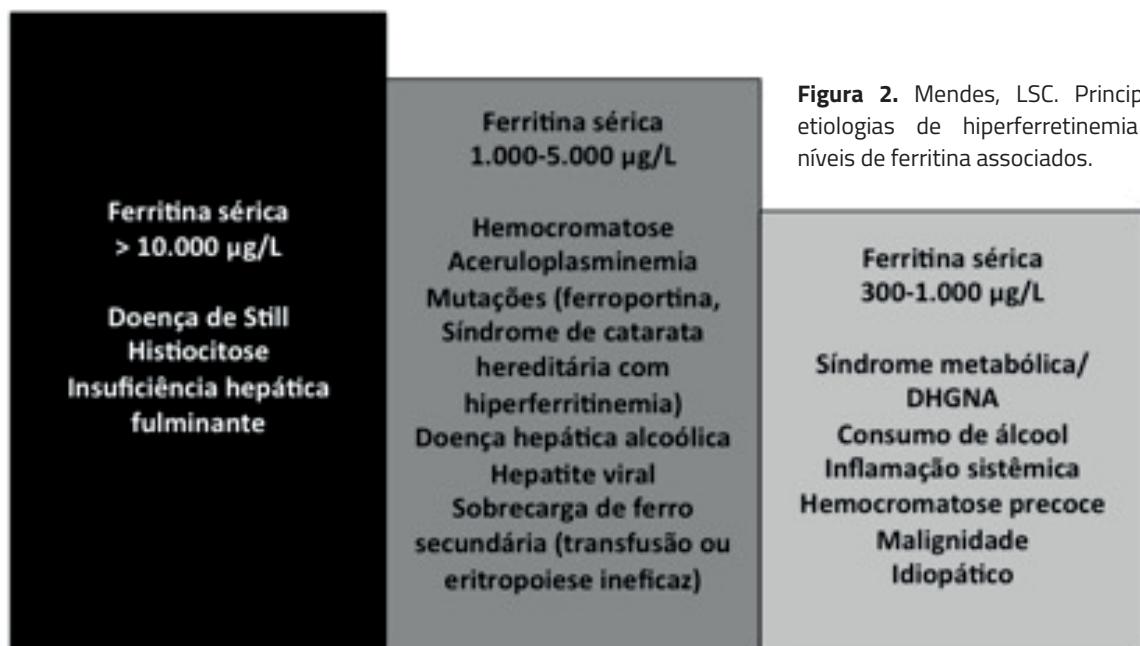 Ferritina sérica
> 10.000 µg/L
Doença de Still
Histiocitose
Insuficiência hepática
fulminante
Ferritina sérica
1.000-5.000 µg/L
Hemocromatose
Aceruloplasminemia
Mutações (ferroportina,
Síndrome de catarata
hereditária com
hiperferritinemia)
Doença hepática alcoólica
Hepatite viral
Sobrecarga de ferro
secundária (transfusão ou
eritropoiese ineficaz)
Figura 2. Mendes, LSC. Princip
etiologias de hiperferretinemia
níveis de ferritina associados.
Ferritina sérica
300-1.000 µg/L
Síndrome metabólica/
DHGNA
Consumo de álcool
Inflamação sistêmica
Hemocromatose precoce
Malignidade
Idiopático